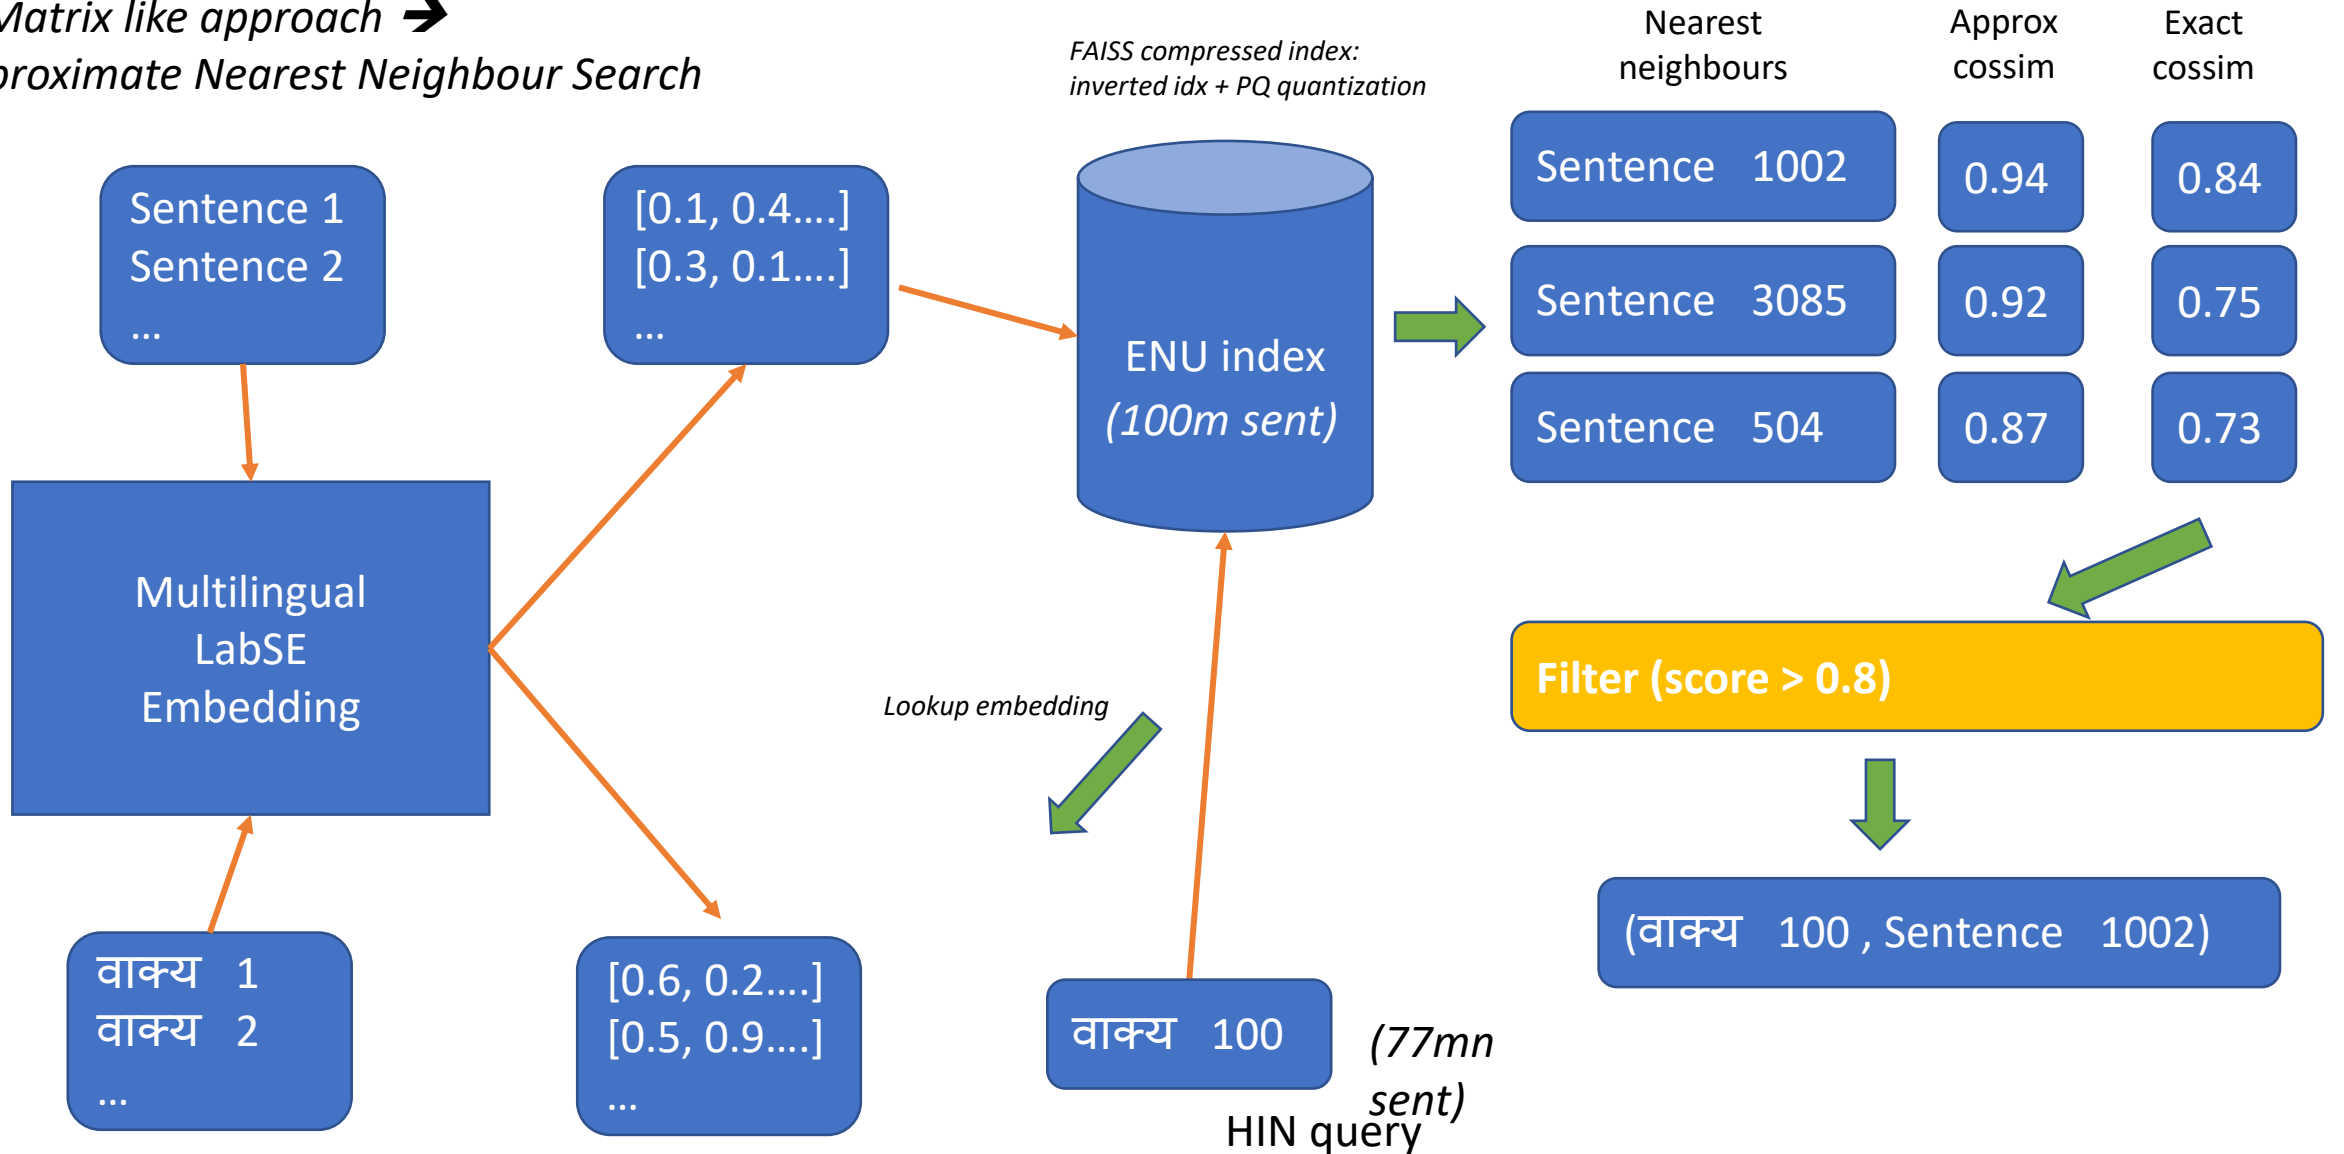 Matrix like approach ➔
proximate Nearest Neighbour Search
FAISS compressed index:
inverted idx + PQ quantization
Nearest
neighbours
Approx
cossim
Exact
cossim
Sentence 1
Sentence 2
...
[0.1, 0.4....]
[0.3, 0.1....]
...
ENU index
(100m sent)
Sentence 1002
0.94
0.84
Sentence 3085
0.92
0.75
Sentence 504
0.87
0.73
Multilingual
LabSE
Embedding
Lookup embedding
Filter (score > 0.8)
वाक्य 1
वाक्य 2
...
[0.6, 0.2....]
[0.5, 0.9....]
...
वाक्य 100
(77mn
sent)
HIN query
(वाक्य 100 , Sentence 1002)